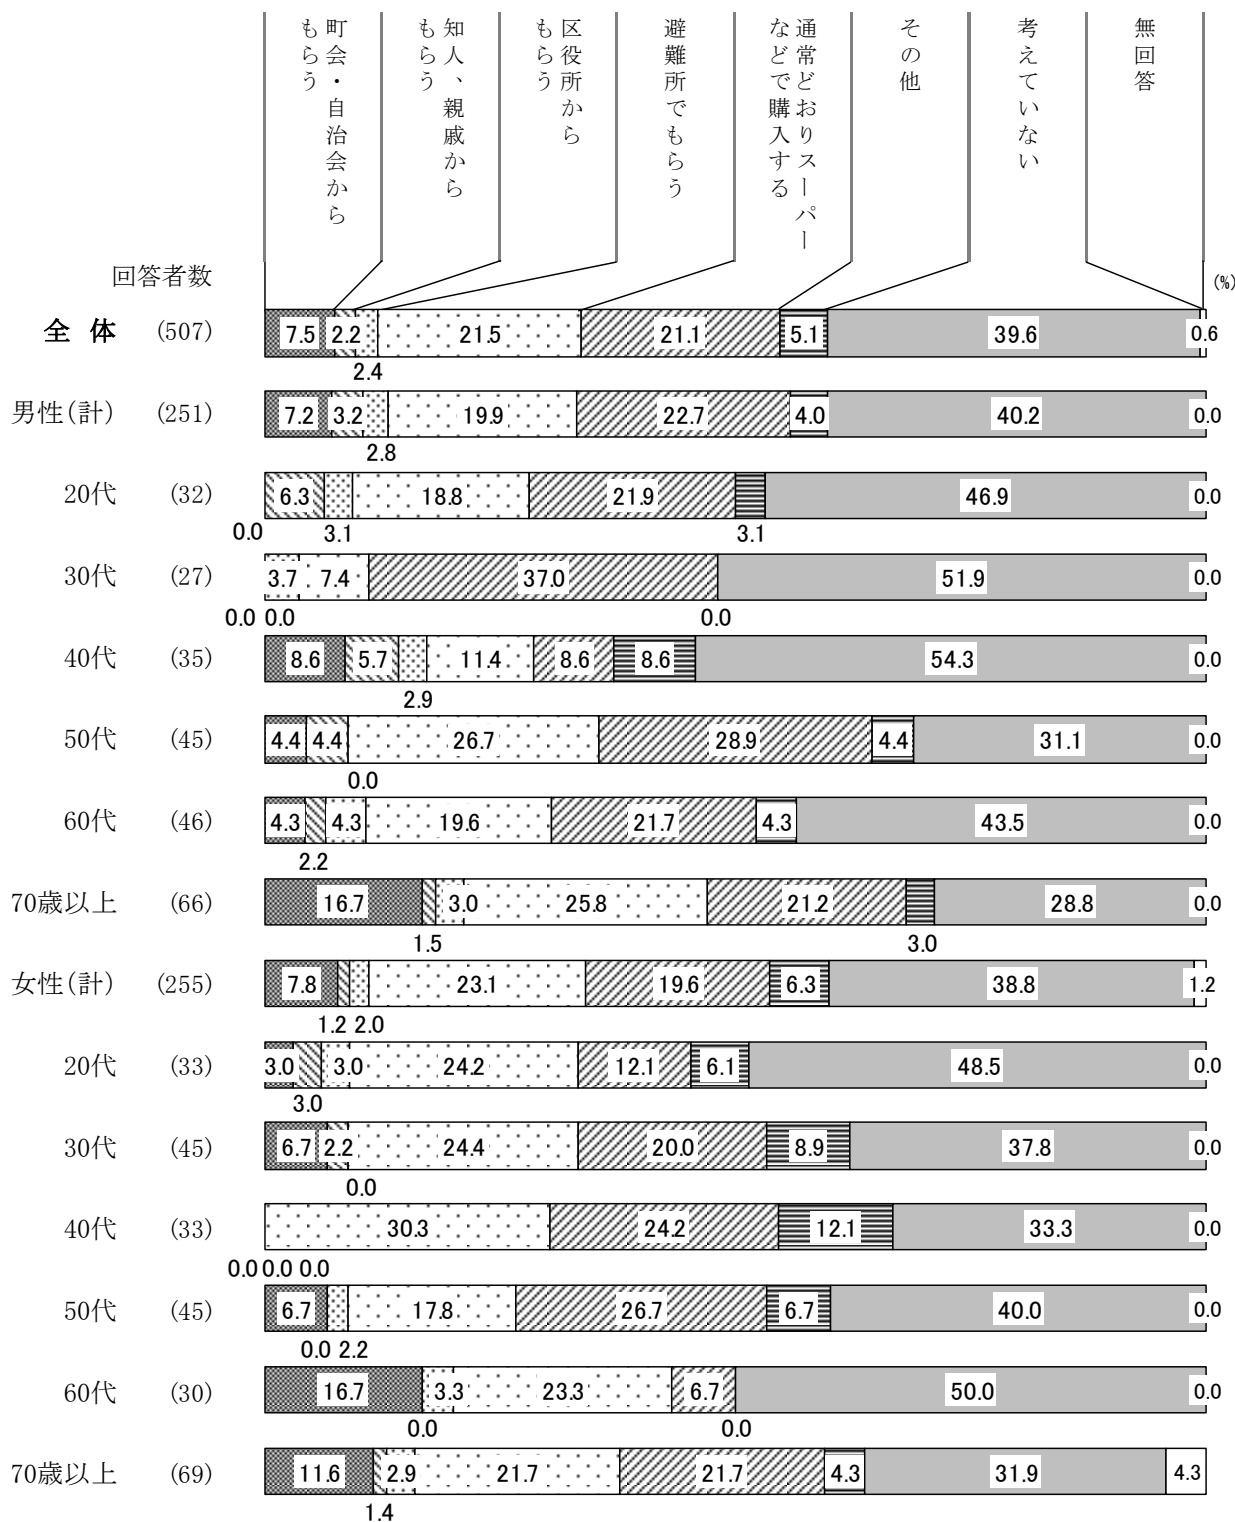 町会・自治会から
もらう
知人、親戚から
もらう
区役所から
もらう
避難所でもらう
通常どおりスーパー
などで購入する
その他
考えていない
無回答
回答者数
(%)
全 体 (507) 7.5 2.2 21.5 21.1 5.1 39.6 0.6
2.4
男性(計) (251) 7.2 3.2 19.9 22.7 4.0 40.2 0.0
2.8
20代 (32) 6.3 18.8 21.9 46.9 0.0
0.0 3.1 3.1
30代 (27) 3.7 7.4 37.0 51.9 0.0
0.0 0.0 0.0
40代 (35) 8.6 5.7 11.4 8.6 8.6 54.3 0.0
2.9
50代 (45) 4.4 4.4 26.7 28.9 4.4 31.1 0.0
0.0
60代 (46) 4.3 4.3 19.6 21.7 4.3 43.5 0.0
2.2
70歳以上 (66) 16.7 3.0 25.8 21.2 28.8 0.0
1.5 3.0
女性(計) (255) 7.8 23.1 19.6 6.3 38.8 1.2
1.2 2.0
20代 (33) 3.0 3.0 24.2 12.1 6.1 48.5 0.0
3.0
30代 (45) 6.7 2.2 24.4 20.0 8.9 37.8 0.0
0.0
40代 (33) 30.3 24.2 12.1 33.3 0.0
0.0 0.0 0.0
50代 (45) 6.7 17.8 26.7 6.7 40.0 0.0
0.0 2.2
60代 (30) 16.7 3.3 23.3 6.7 50.0 0.0
0.0 0.0
70歳以上 (69) 11.6 2.9 21.7 21.7 4.3 31.9 4.3
1.4